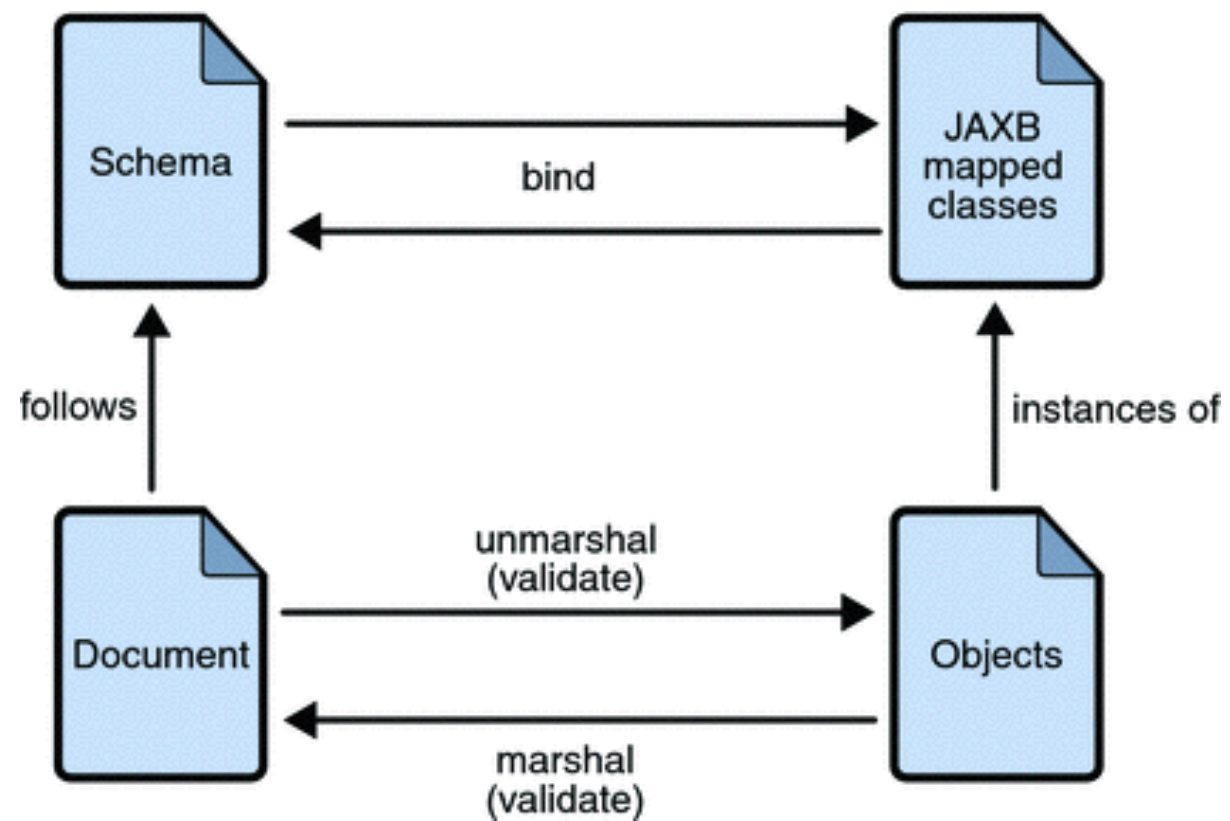 Schema
bind
JAXB
mapped
classes
follows
instances of
unmarshal
(validate)
Document
Objects
marshal
(validate)